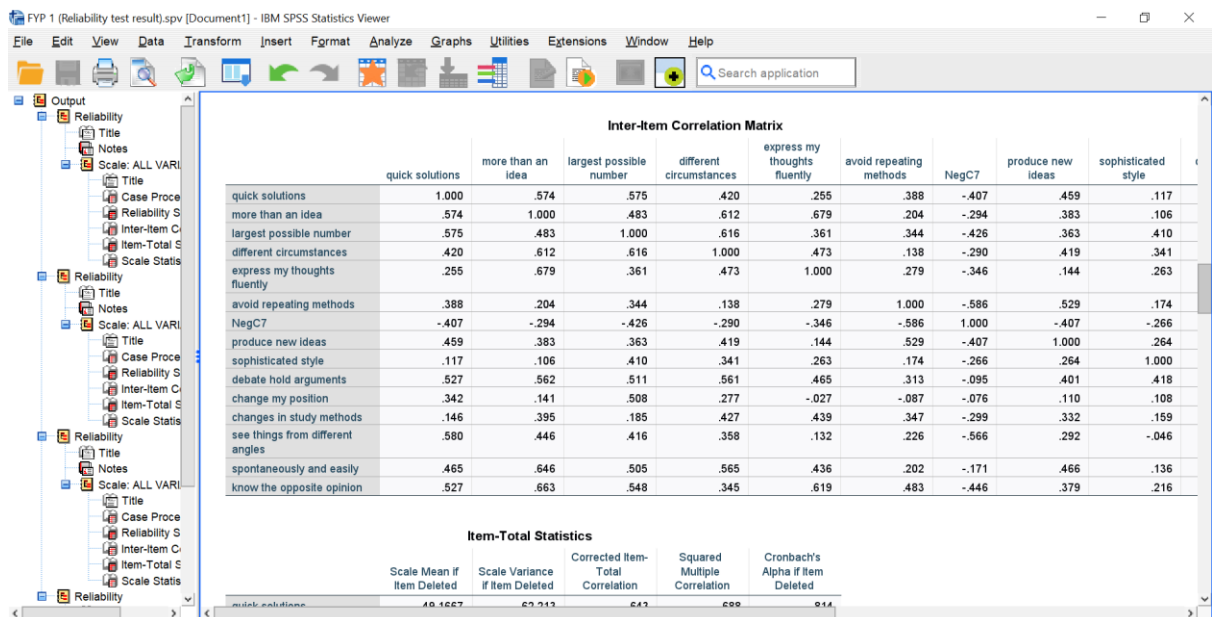 FYP 1 (Reliability test result).spv [Document1] - IBM SPSS Statistics Viewer
File Edit View Data Transform Insert Format Analyze Graphs Utilities Extensions Window Help
Search application
Output
Reliability
Title
Notes
Scale: ALL VARI
Title
Case Proce
Reliability S
Inter-Item C
Item-Total S
Scale Statis
Reliability
Title
Notes
Scale: ALL VARI
Title
Case Proce
Reliability S
Inter-Item C
Item-Total S
Scale Statis
Reliability
Title
Notes
Scale: ALL VARI
Title
Case Proce
Reliability S
Inter-Item C
Item-Total S
Scale Statis
Reliability
Inter-Item Correlation Matrix
quick solutions more than an idea largest possible number different circumstances express my thoughts fluently avoid repeating methods NegC7 produce new ideas sophisticated style
quick solutions 1.000 .574 .575 .420 .255 .388 -.407 .459 .117
more than an idea .574 1.000 .483 .612 .679 .204 -.294 .383 .106
largest possible number .575 .483 1.000 .616 .361 .344 -.426 .363 .410
different circumstances .420 .612 .616 1.000 .473 .138 -.290 .419 .341
express my thoughts fluently .255 .679 .361 .473 1.000 .279 -.346 .144 .263
avoid repeating methods .388 .204 .344 .138 .279 1.000 -.586 .529 .174
NegC7 -.407 -.294 -.426 -.290 -.346 -.586 1.000 -.407 -.266
produce new ideas .459 .383 .363 .419 .144 .529 -.407 1.000 .264
sophisticated style .117 .106 .410 .341 .263 .174 -.266 .264 1.000
debate hold arguments .527 .562 .511 .561 .465 .313 -.095 .401 .418
change my position .342 .141 .508 .277 -.027 -.087 -.076 .110 .108
changes in study methods .146 .395 .185 .427 .439 .347 -.299 .332 .159
see things from different angles .580 .446 .416 .358 .132 .226 -.566 .292 -.046
spontaneously and easily .465 .646 .505 .565 .436 .202 -.171 .466 .136
know the opposite opinion .527 .663 .548 .345 .619 .483 -.446 .379 .216
Item-Total Statistics
Scale Mean if Item Deleted Scale Variance if Item Deleted Corrected Item-Total Correlation Squared Multiple Correlation Cronbach's Alpha if Item Deleted
quick solutions 49.1667 62.213 .643 .688 .814